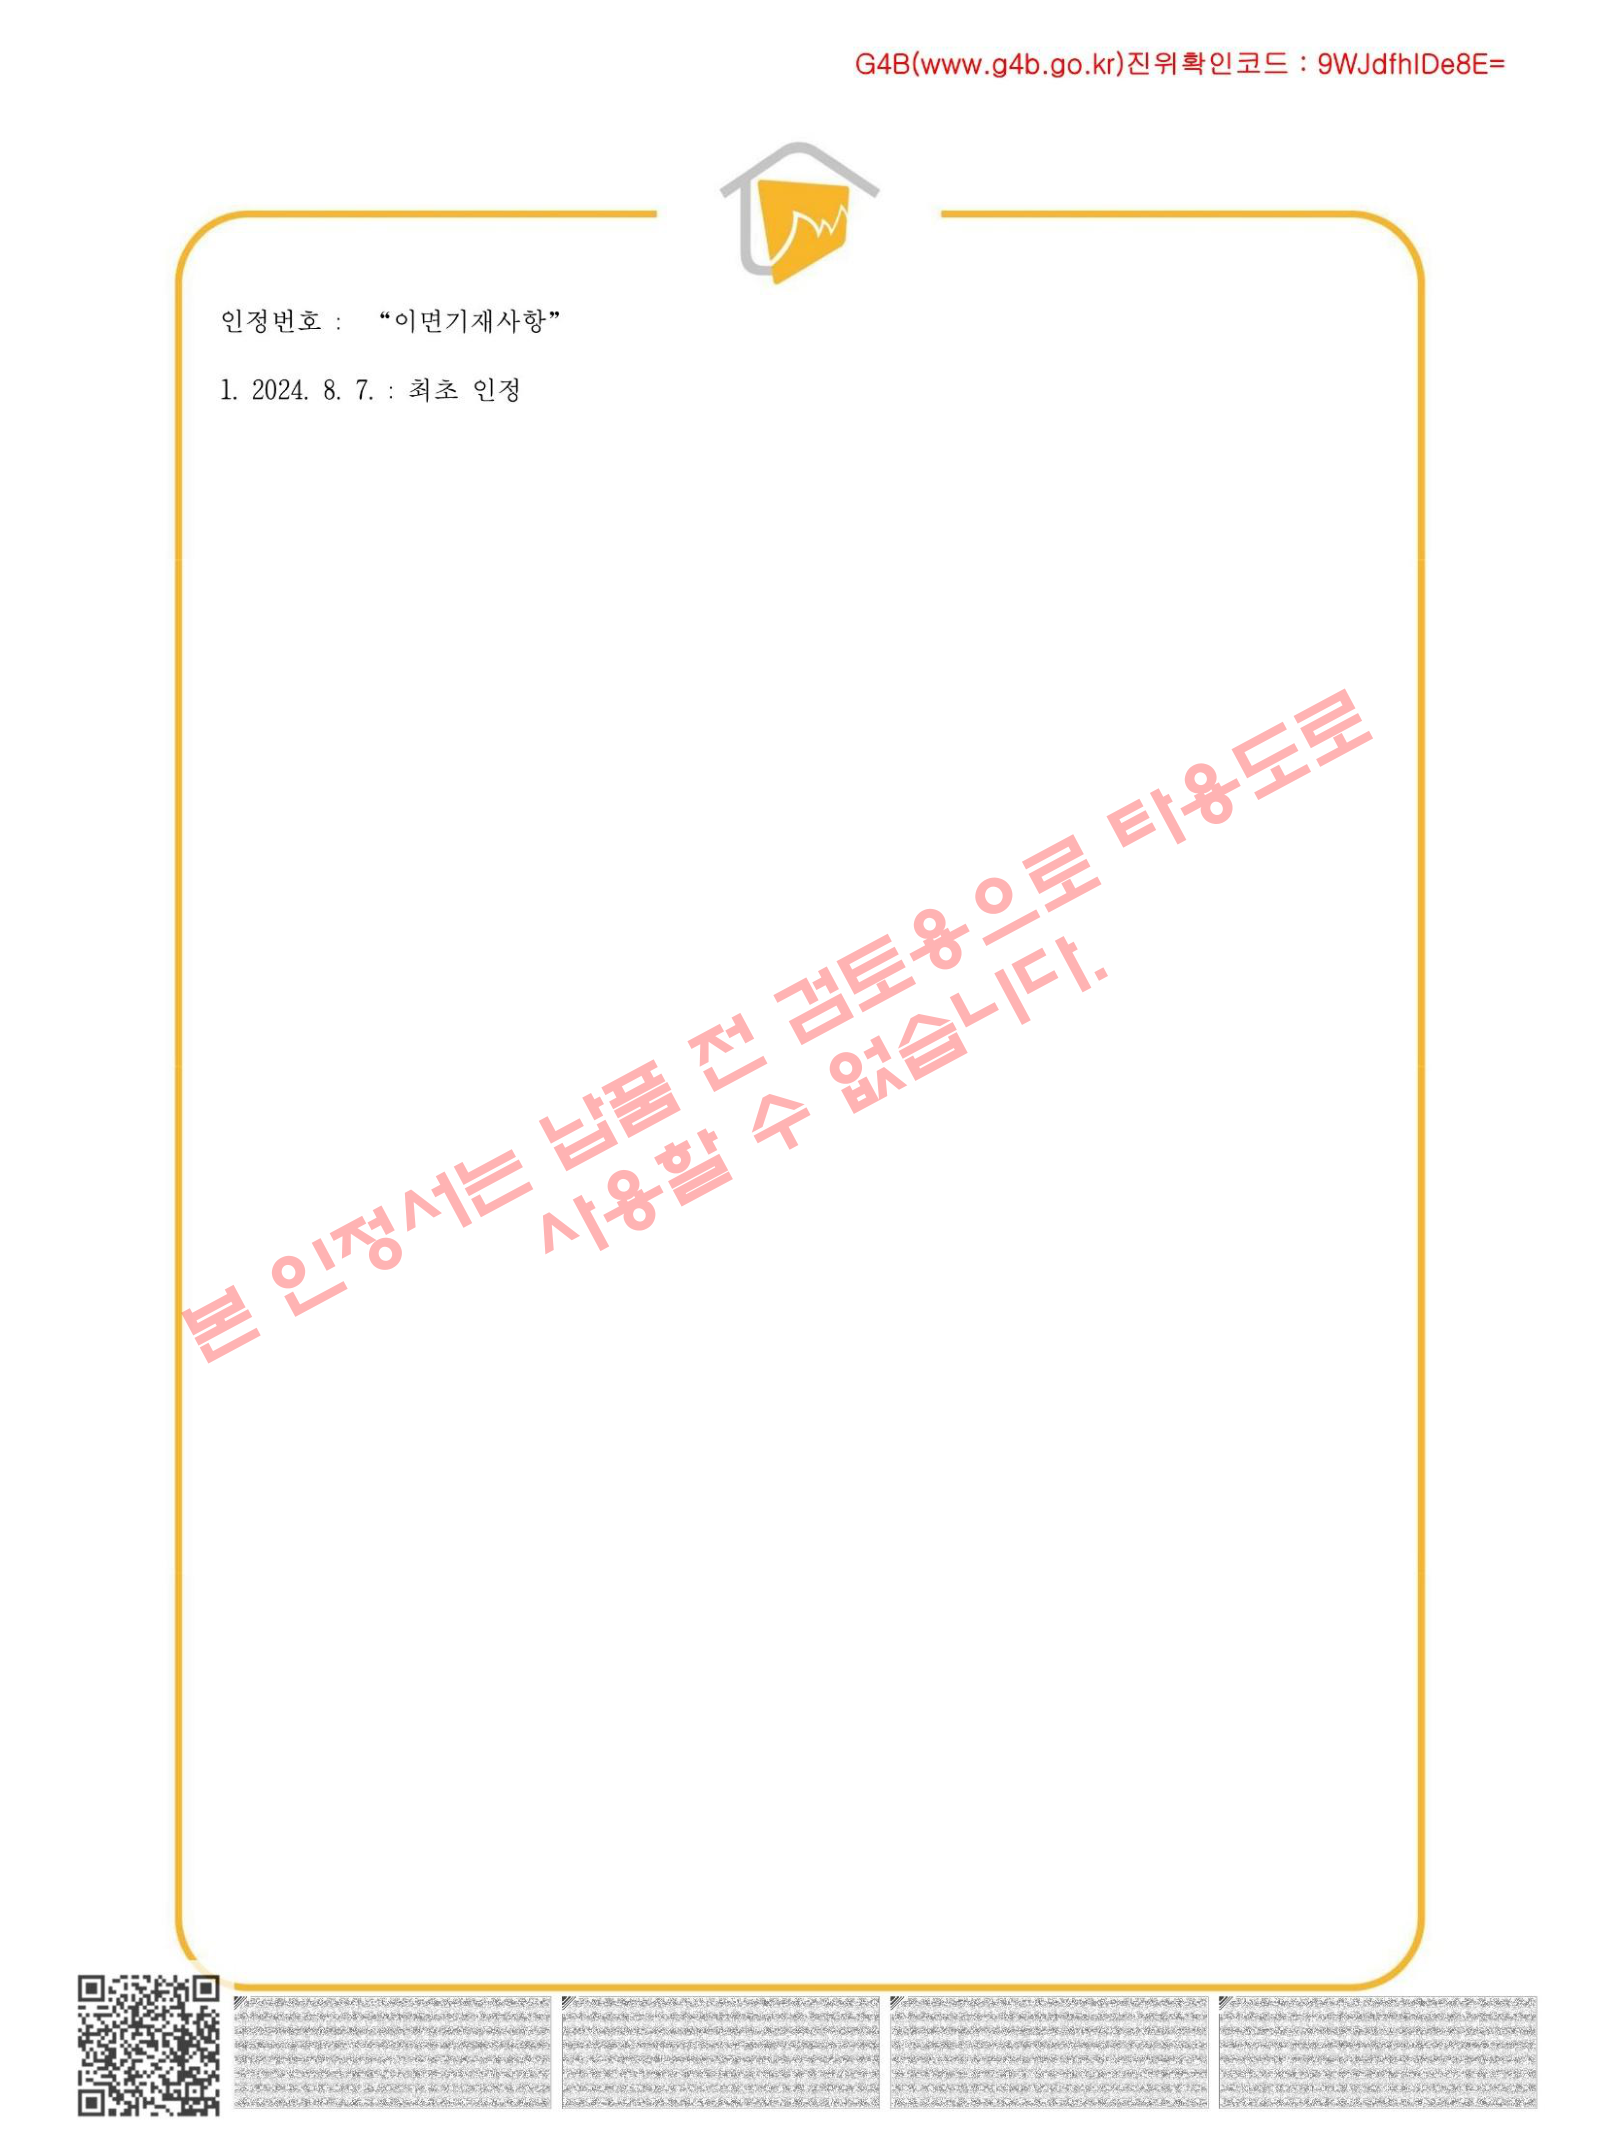 G4B(www.g4b.go.kr)진위확인코드 : 9WJdfhIDe8E=
인정번호 : “이면기재사항”
1. 2024. 8. 7. : 최초 인정
본 인정서는 납품 전 검토용으로 타용도로
사용할 수 없습니다.